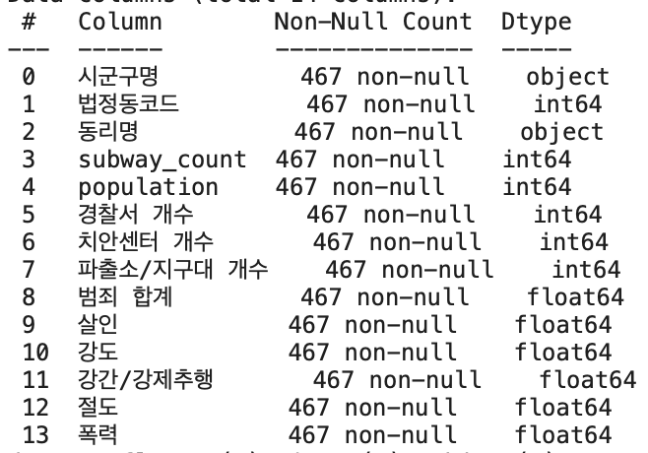 #   Column   Non-Null Count  Dtype
---  ------   --------------  -----
0   시군구명   467 non-null   object
1   법정동코드   467 non-null   int64
2   동리명   467 non-null   object
3   subway_count  467 non-null   int64
4   population   467 non-null   int64
5   경찰서 개수   467 non-null   int64
6   치안센터 개수   467 non-null   int64
7   파출소/지구대 개수   467 non-null   int64
8   범죄 합계   467 non-null   float64
9   살인   467 non-null   float64
10  강도   467 non-null   float64
11  강간/강제추행   467 non-null   float64
12  절도   467 non-null   float64
13  폭력   467 non-null   float64